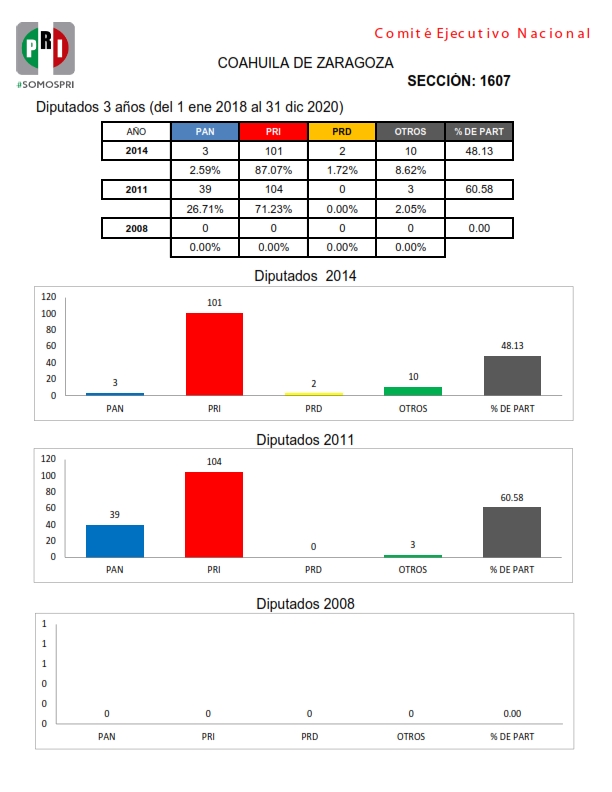 PRI
#SOMOSPRI
Comité Ejecutivo Nacional
COAHUILA DE ZARAGOZA
SECCIÓN: 1607
Diputados 3 años (del 1 ene 2018 al 31 dic 2020)
AÑO PAN PRI PRD OTROS % DE PART
2014 3 101 2 10 48.13
2.59% 87.07% 1.72% 8.62%
2011 39 104 0 3 60.58
26.71% 71.23% 0.00% 2.05%
2008 0 0 0 0 0.00
0.00% 0.00% 0.00% 0.00%
Diputados 2014
120
100
80
60
40
20
0
3 101 2 10 48.13
PAN PRI PRD OTROS % DE PART
Diputados 2011
120
100
80
60
40
20
0
39 104 0 3 60.58
PAN PRI PRD OTROS % DE PART
Diputados 2008
1
1
1
0
0
0
0 0 0 0 0.00
PAN PRI PRD OTROS % DE PART